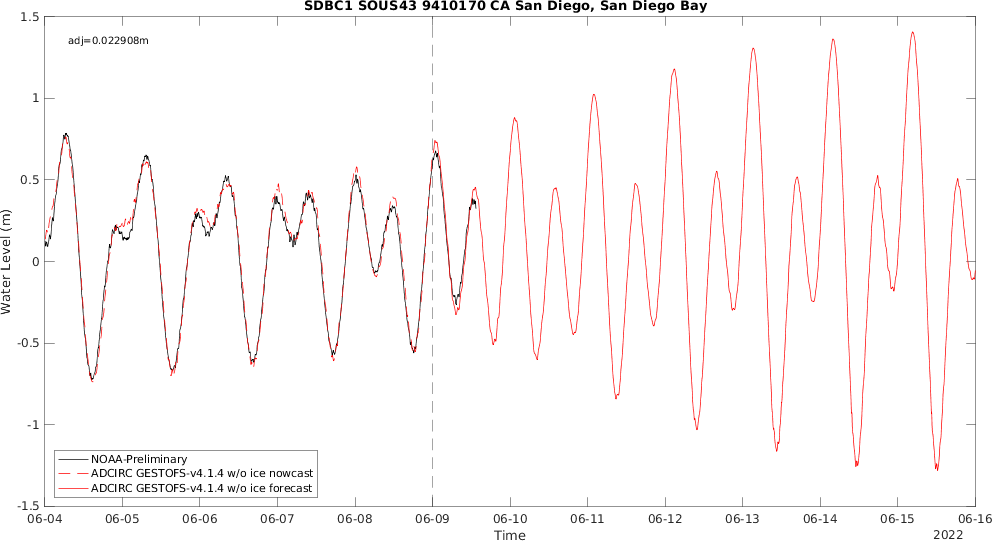 SDBC1 SOUS43 9410170 CA San Diego, San Diego Bay
1.5
adj=0.022908m
1
0.5
0
-0.5
-1
-1.5
Water Level (m)
NOAA-Preliminary
ADCIRC GESTOFS-v4.1.4 w/o ice nowcast
ADCIRC GESTOFS-v4.1.4 w/o ice forecast
06-04 06-05 06-06 06-07 06-08 06-09 06-10 06-11 06-12 06-13 06-14 06-15 06-16
Time
2022